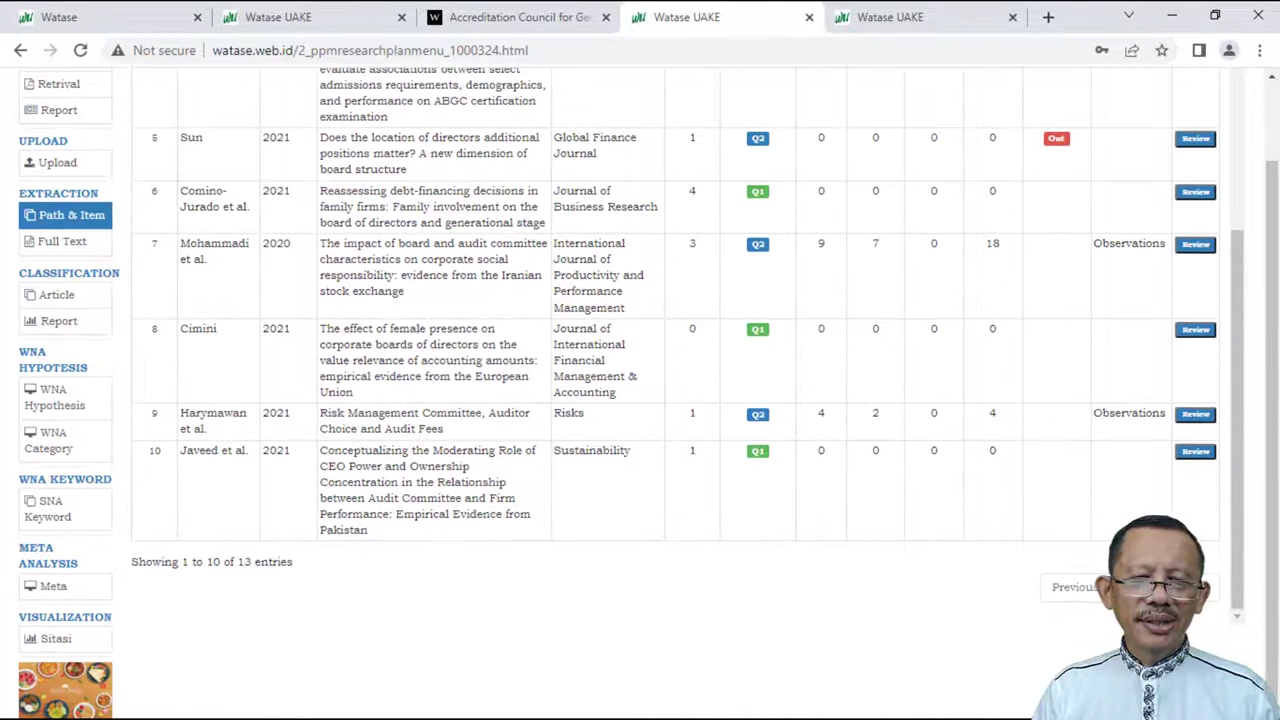 Watase
Watase UAKE
Accreditation Council for Ge
Watase UAKE
Watase UAKE
Not secure
watase.web.id/2_ppmresearchplanmenu_1000324.html
Retrival
Report
UPLOAD
Upload
EXTRACTION
Path & Item
Full Text
CLASSIFICATION
Article
Report
WNA
HYPOTESIS
WNA
Hypothesis
WNA
Category
WNA KEYWORD
SNA
Keyword
META
ANALYSIS
Meta
VISUALIZATION
Sitasi
evaluate associations between select
admissions requirements, demographics,
and performance on ABGC certification
examination
5 Sun 2021 Does the location of directors additional Global Finance 1 Q2 0 0 0 0 Out Review
positions matter? A new dimension of Journal
board structure
6 Comino- 2021 Reassessing debt-financing decisions in Journal of 4 Q1 0 0 0 0 Review
Jurado et al. family firms: Family involvement on the Business Research
board of directors and generational stage
7 Mohammadi 2020 The impact of board and audit committee International 3 Q2 9 7 0 18 Observations Review
et al. characteristics on corporate social Journal of
responsibility: evidence from the Iranian Productivity and
stock exchange Performance
Management
8 Cimini 2021 The effect of female presence on Journal of 0 Q1 0 0 0 0 Review
corporate boards of directors on the International
value relevance of accounting amounts: Financial
empirical evidence from the European Management &
Union Accounting
9 Harymawan 2021 Risk Management Committee, Auditor Risks 1 Q2 4 2 0 4 Observations Review
et al. Choice and Audit Fees
10 Javeed et al. 2021 Conceptualizing the Moderating Role of Sustainability 1 Q1 0 0 0 0 Review
CEO Power and Ownership
Concentration in the Relationship
between Audit Committee and Firm
Performance: Empirical Evidence from
Pakistan
Showing 1 to 10 of 13 entries
Previous